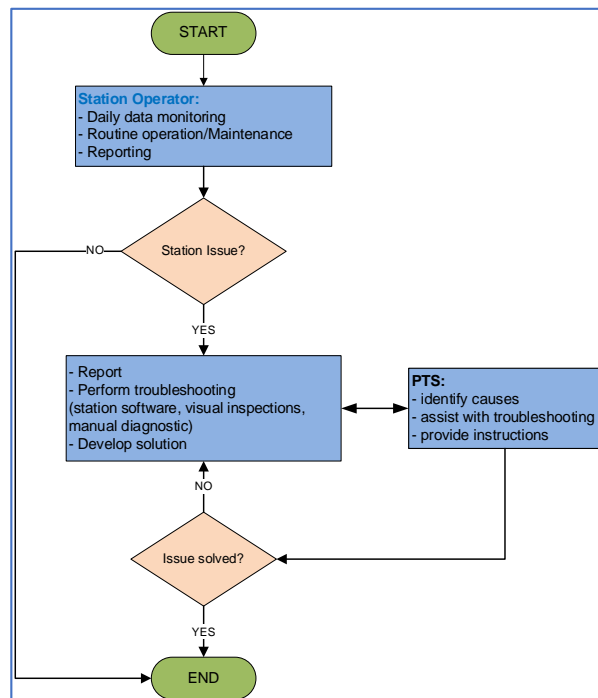 START
Station Operator:
- Daily data monitoring
- Routine operation/Maintenance
- Reporting
NO
Station Issue?
YES
- Report
- Perform troubleshooting
(station software, visual inspections,
manual diagnostic)
- Develop solution
PTS:
- identify causes
- assist with troubleshooting
- provide instructions
NO
Issue solved?
YES
END